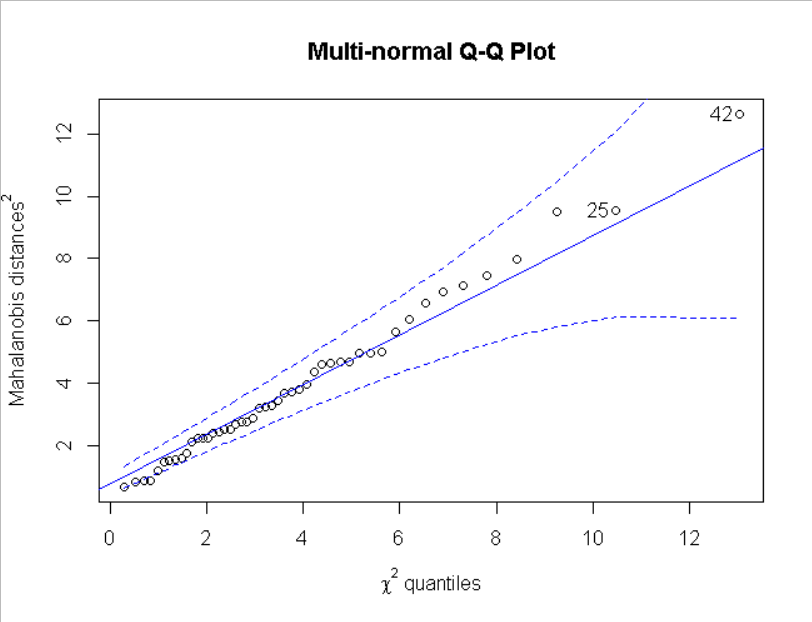 Multi-normal Q-Q Plot
Mahalanobis distances²
12
10
8
6
4
2
42
25
0 2 4 6 8 10 12
χ² quantiles